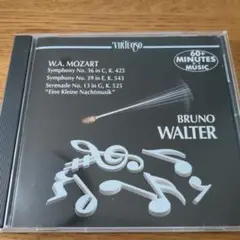 VIRTUOSO
60+
MINUTES
OF
MUSIC
W.A. MOZART
Symphony No. 36 in C, K. 425
Symphony No. 39 in E, K. 543
Serenade No. 13 in G, K. 525
"Eine Kleine Nachtmusik"
BRUNO
WALTER